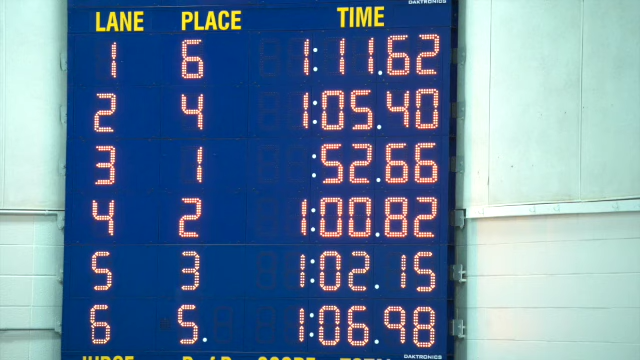 DAKTRONICS
LANE PLACE TIME
1 6 1:11.62
2 4 1:05.40
3 1 :52.66
4 2 1:00.82
5 3 1:02.15
6 5. 1:06.98
DAKTRONICS